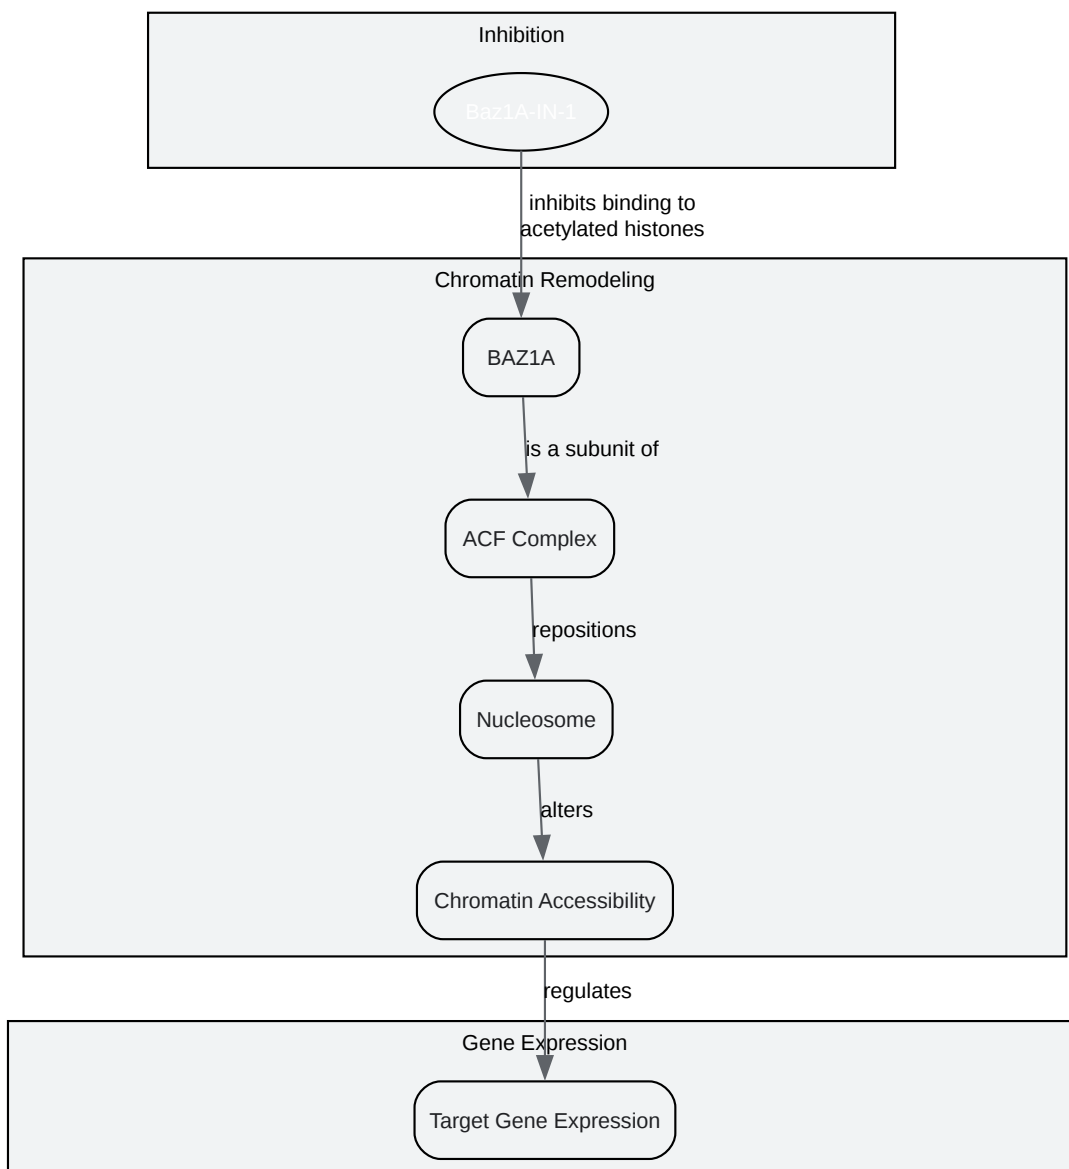 Inhibition
Baz1A-IN-1
inhibits binding to
acetylated histones
Chromatin Remodeling
BAZ1A
is a subunit of
ACF Complex
repositions
Nucleosome
alters
Chromatin Accessibility
regulates
Gene Expression
Target Gene Expression